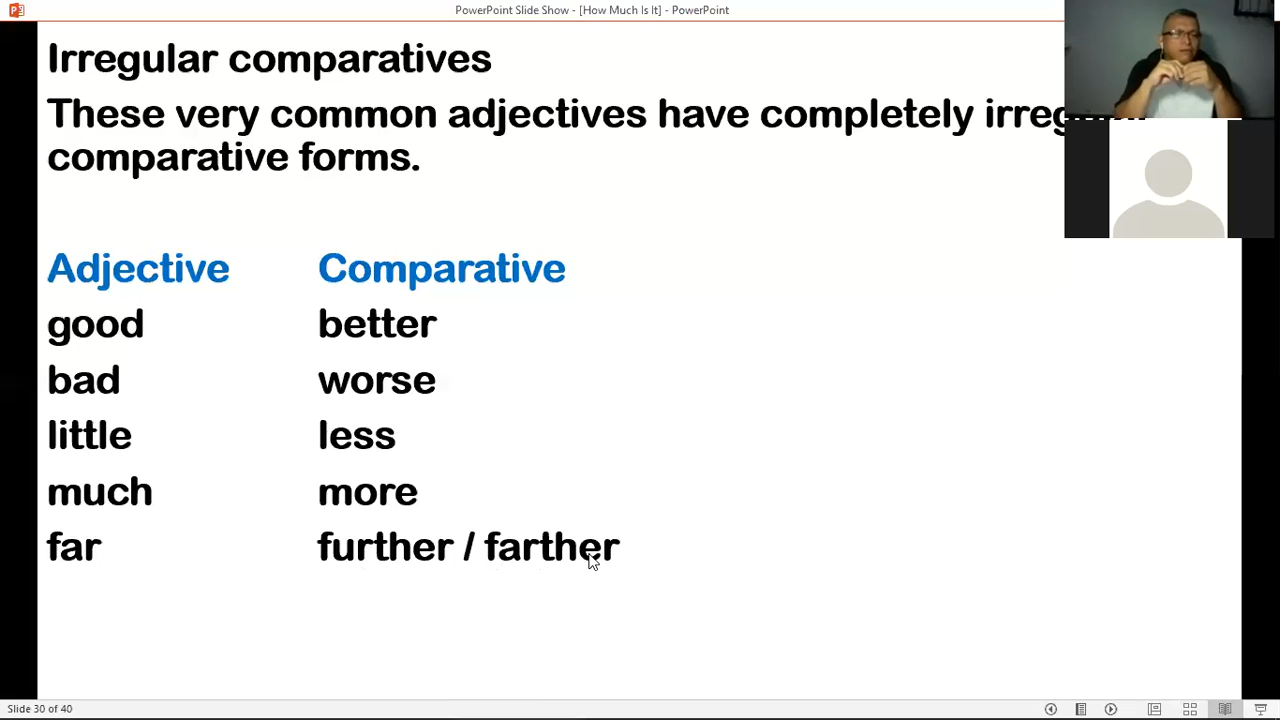 PowerPoint Slide Show - [How Much Is It] - PowerPoint
Irregular comparatives
These very common adjectives have completely
comparative forms.
Adjective Comparative
good better
bad worse
little less
much more
far further / farther
Slide 30 of 40